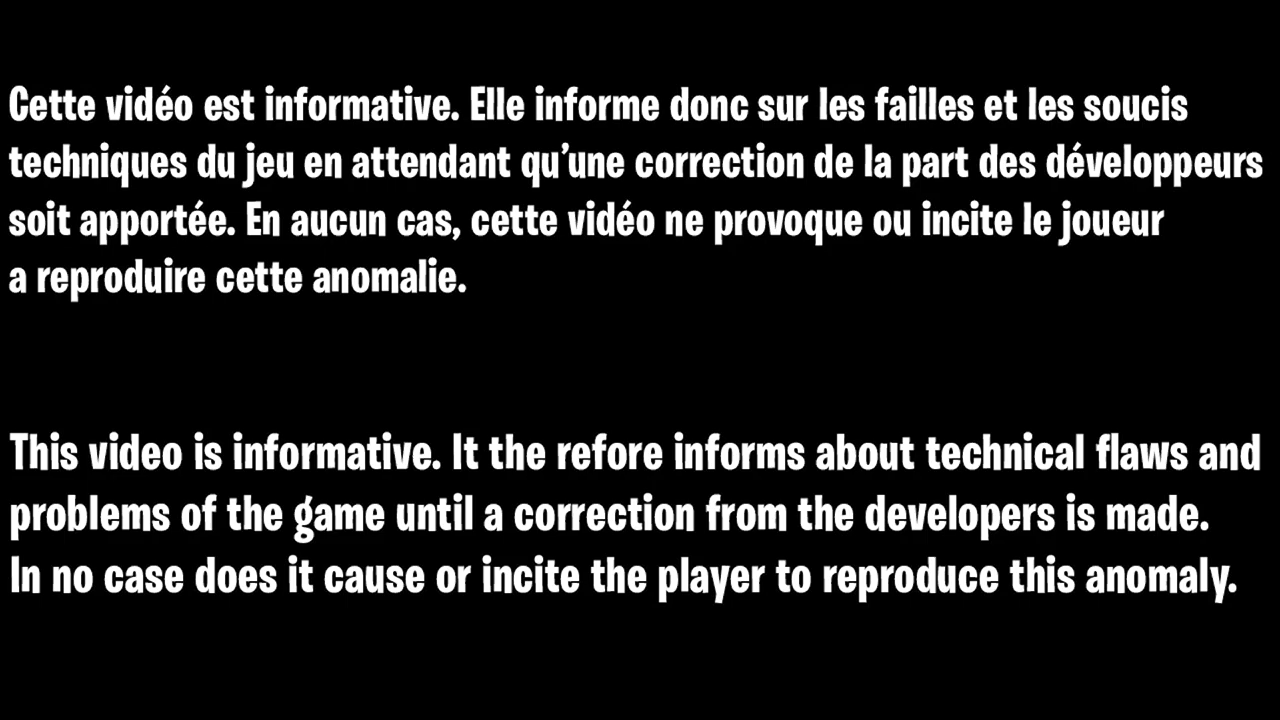 Cette vidéo est informative. Elle informe donc sur les failles et les soucis
techniques du jeu en attendant qu’une correction de la part des développeurs
soit apportée. En aucun cas, cette vidéo ne provoque ou incite le joueur
a reproduire cette anomalie.
This video is informative. It the refore informs about technical flaws and
problems of the game until a correction from the developers is made.
In no case does it cause or incite the player to reproduce this anomaly.